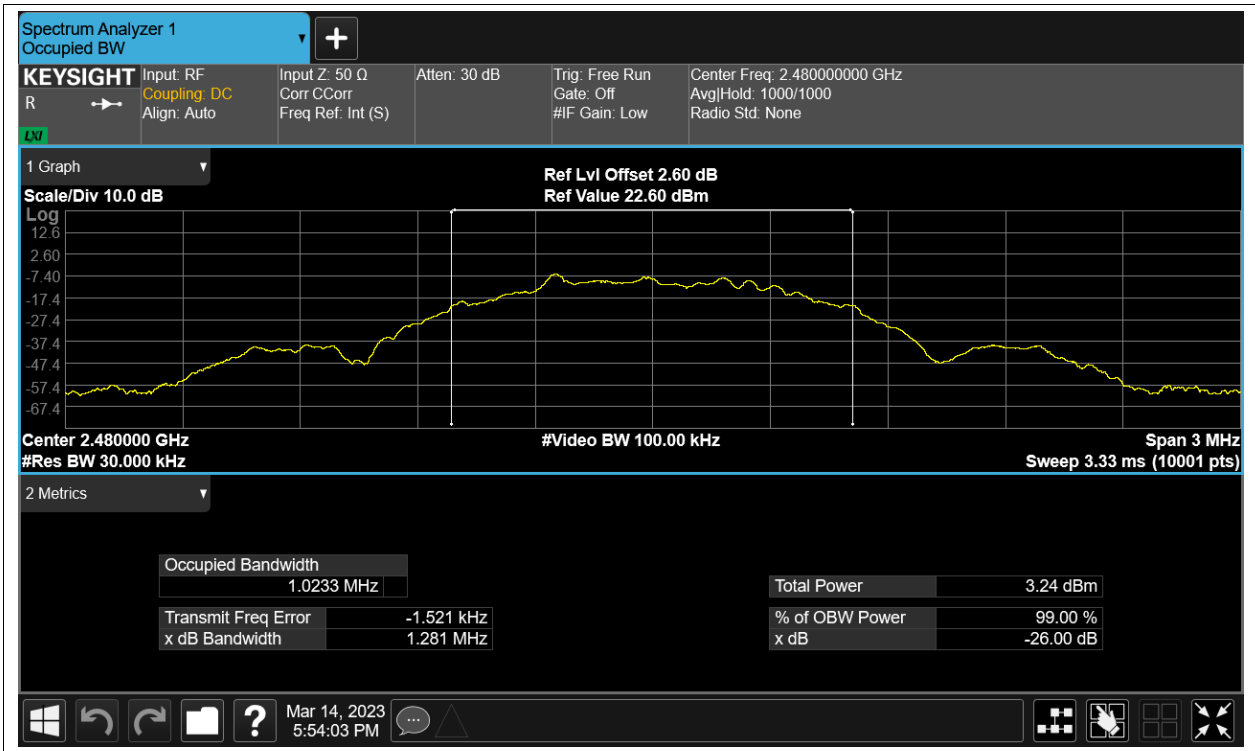 Spectrum Analyzer 1
Occupied BW
KEYSIGHT
R
LXI
Input: RF
Coupling: DC
Align: Auto
Input Z: 50 Ω
Corr CCorr
Freq Ref: Int (S)
Atten: 30 dB
Trig: Free Run
Gate: Off
#IF Gain: Low
Center Freq: 2.480000000 GHz
Avg|Hold: 1000/1000
Radio Std: None
1 Graph
Scale/Div 10.0 dB
Ref Lvl Offset 2.60 dB
Ref Value 22.60 dBm
Log
12.6
2.60
-7.40
-17.4
-27.4
-37.4
-47.4
-57.4
-67.4
Center 2.480000 GHz
#Video BW 100.00 kHz
Span 3 MHz
#Res BW 30.000 kHz
Sweep 3.33 ms (10001 pts)
2 Metrics
Occupied Bandwidth
1.0233 MHz
Total Power 3.24 dBm
Transmit Freq Error -1.521 kHz
% of OBW Power 99.00 %
x dB Bandwidth 1.281 MHz
x dB -26.00 dB
?
Mar 14, 2023
5:54:03 PM